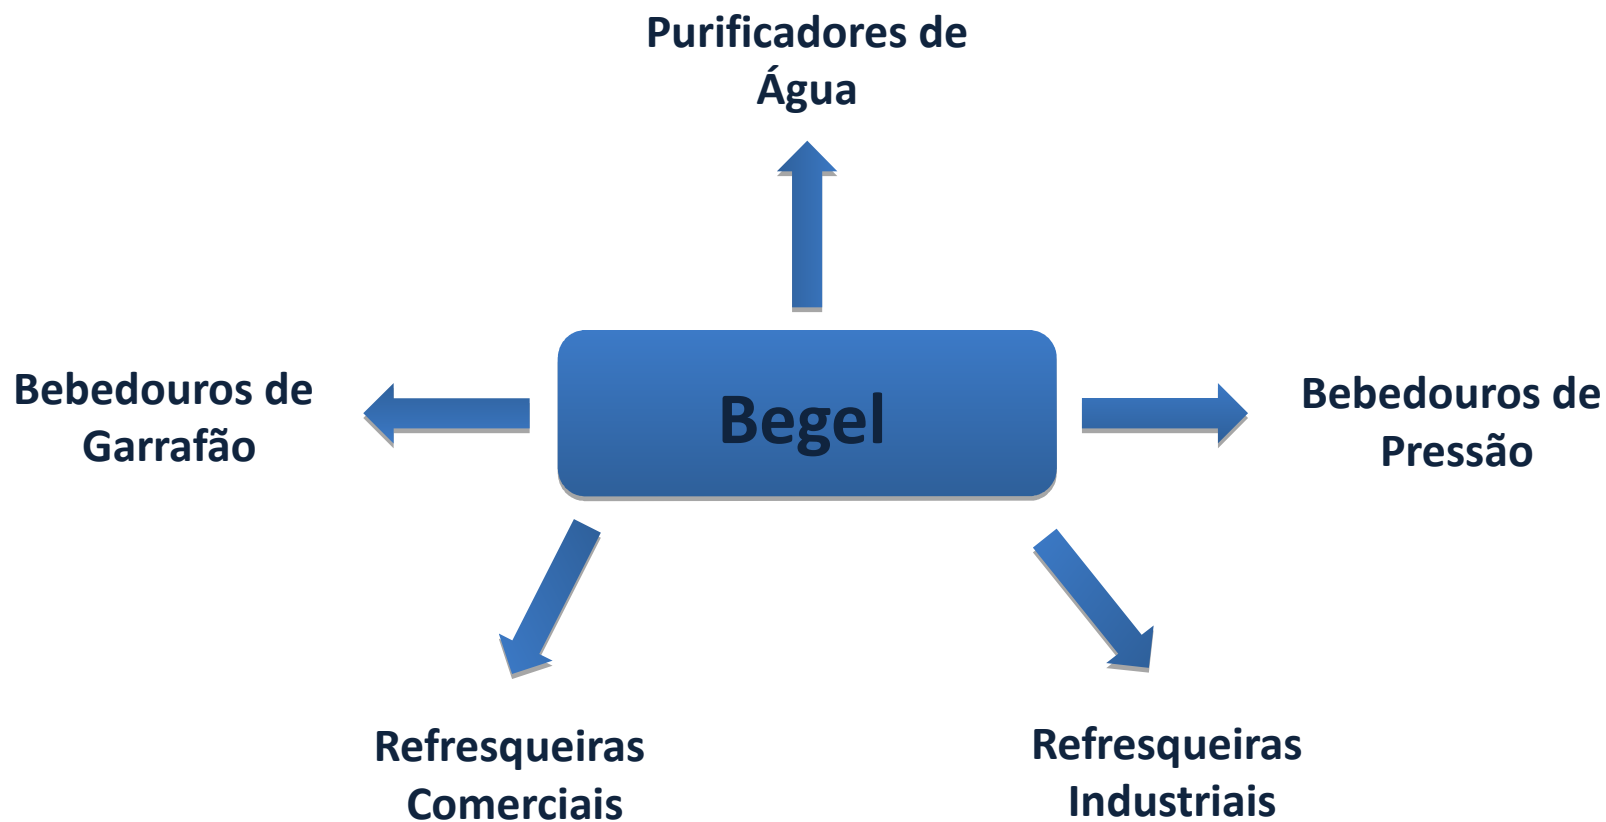 Purificadores de
Água
Bebedouros de
Garrafão
Begel
Bebedouros de
Pressão
Refresqueiras
Comerciais
Refresqueiras
Industriais